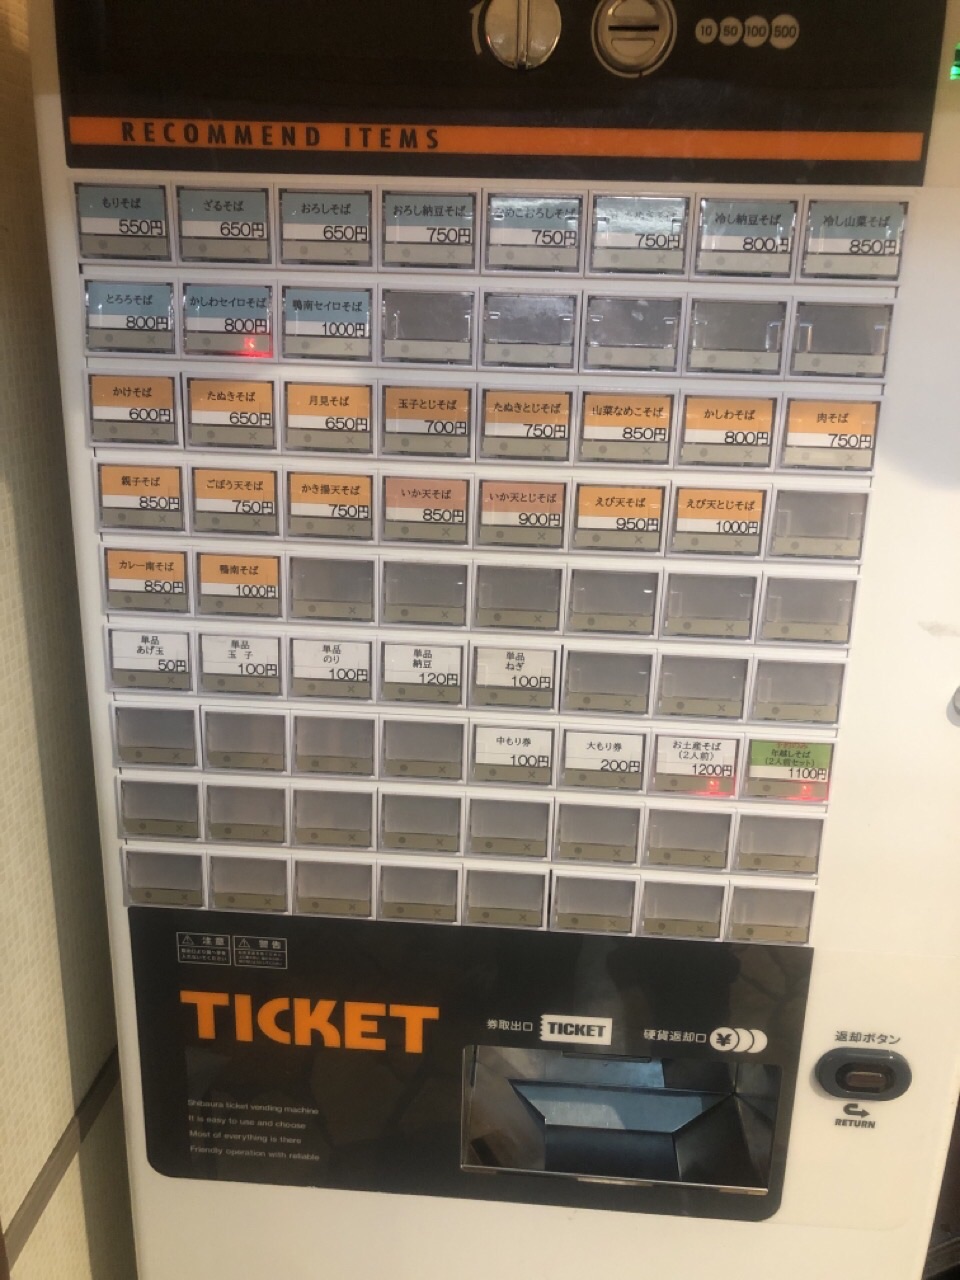 10 50 100 500
RECOMMEND ITEMS
もりそば ざるそば おろしそば おろし納豆そば なめこおろしそば 冷し納豆そば 冷し山菜そば
550円 650円 650円 750円 750円 750円 800円 850円
とろろそば かしわセイロそば 鴨南セイロそば
800円 800円 1000円
かけそば たぬきそば 月見そば 玉子とじそば たぬきとじそば 山菜なめこそば かしわそば 肉そば
600円 650円 650円 700円 750円 850円 800円 750円
親子そば ごぼう天そば かき揚天そば いか天そば いか天とじそば えび天そば えび天とじそば
850円 750円 750円 850円 900円 950円 1000円
カレー南そば 鴨南そば
850円 1000円
単品 単品 単品 単品 単品
あげ玉 玉子 のり 納豆 ねぎ
50円 100円 100円 120円 100円
中もり券 大もり券 お土産そば 年越しそば
(2人前) (2人前セット)
100円 200円 1200円 1100円
注意 警告
TICKET
券取出口 TICKET 硬貨返却口 ¥
返却ボタン
RETURN
Shibaura ticket vending machine
It is easy to use and choose
Most of everything is there
Friendly operation with reliable